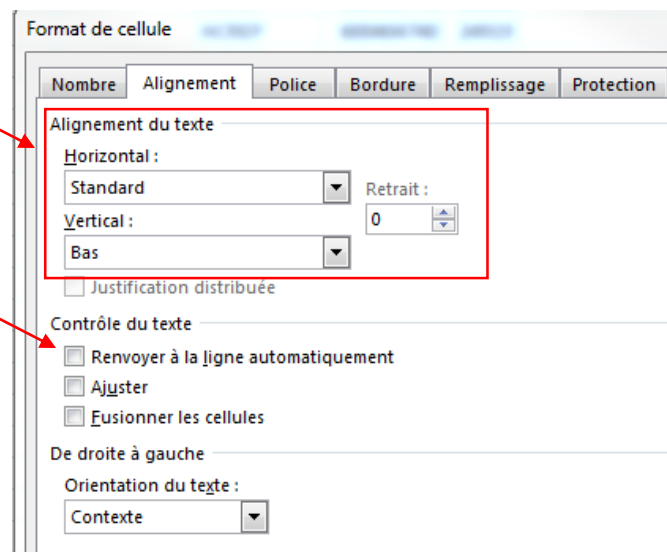 Format de cellule
Nombre Alignement Police Bordure Remplissage Protection
Alignement du texte
Horizontal :
Standard Retrait :
Vertical : 0
Bas
Justification distribuée
Contrôle du texte
Renvoyer à la ligne automatiquement
Ajuster
Fusionner les cellules
De droite à gauche
Orientation du texte :
Contexte